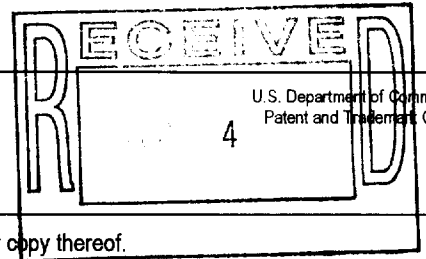 RECEIVED
U.S. Department of Comm
Patent and Trademark O
4
copy thereof.